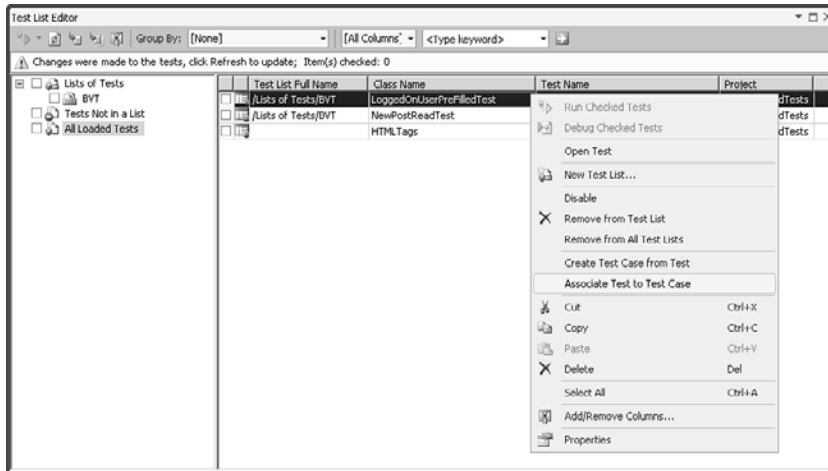 Test List Editor
Group By: [None] [All Columns] <Type keyword>
Changes were made to the tests, click Refresh to update; Item(s) checked: 0
Lists of Tests
BVT
Tests Not in a List
All Loaded Tests
Test List Full Name Class Name Test Name Project
/Lists of Tests/BVT LoggedOnUserPreFilledTest dTests
/Lists of Tests/BVT NewPostReadTest dTests
HTMLTags dTests
Run Checked Tests
Debug Checked Tests
Open Test
New Test List...
Disable
Remove from Test List
Remove from All Test Lists
Create Test Case from Test
Associate Test to Test Case
Cut Ctrl+X
Copy Ctrl+C
Paste Ctrl+V
Delete Del
Select All Ctrl+A
Add/Remove Columns...
Properties